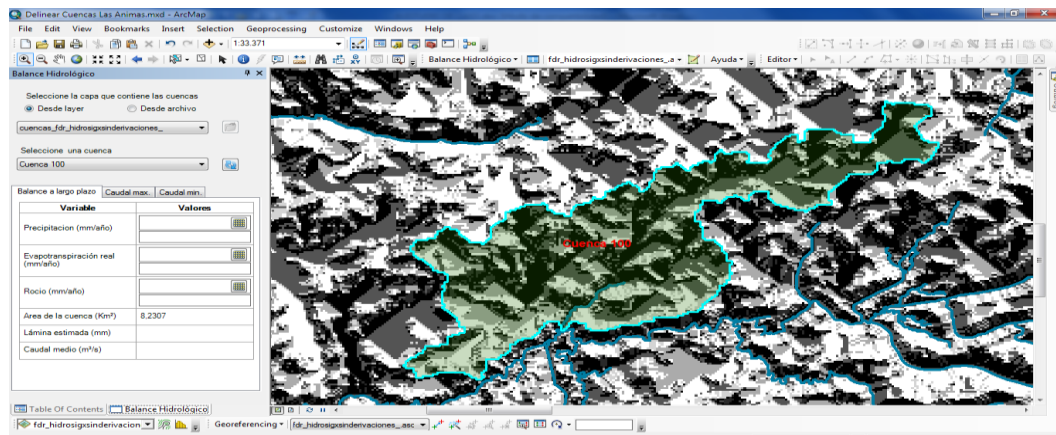 Delinear Cuencas Las Animas.mxd - ArcMap
File Edit View Bookmarks Insert Selection Geoprocessing Customize Windows Help
1:33.371
Balance Hidrológico fdr_hidrosigxsinderivaciones_.a Ayuda Editor
Balance Hidrológico
Seleccione la capa que contiene las cuencas
Desde layer Desde archivo
cuencas_fdr_hidrosigxsinderivaciones_
Seleccione una cuenca
Cuenca 100
Balance a largo plazo Caudal max. Caudal min.
Variable Valores
Precipitacion (mm/año)
Evapotranspiración real
(mm/año)
Rocio (mm/año)
Area de la cuenca (Km²) 8,2307
Lámina estimada (mm)
Caudal medio (m³/s)
Cuenca 100
Table Of Contents Balance Hidrológico
fdr_hidrosigxsinderivacion Georeferencing fdr_hidrosigxsinderivaciones_.asc